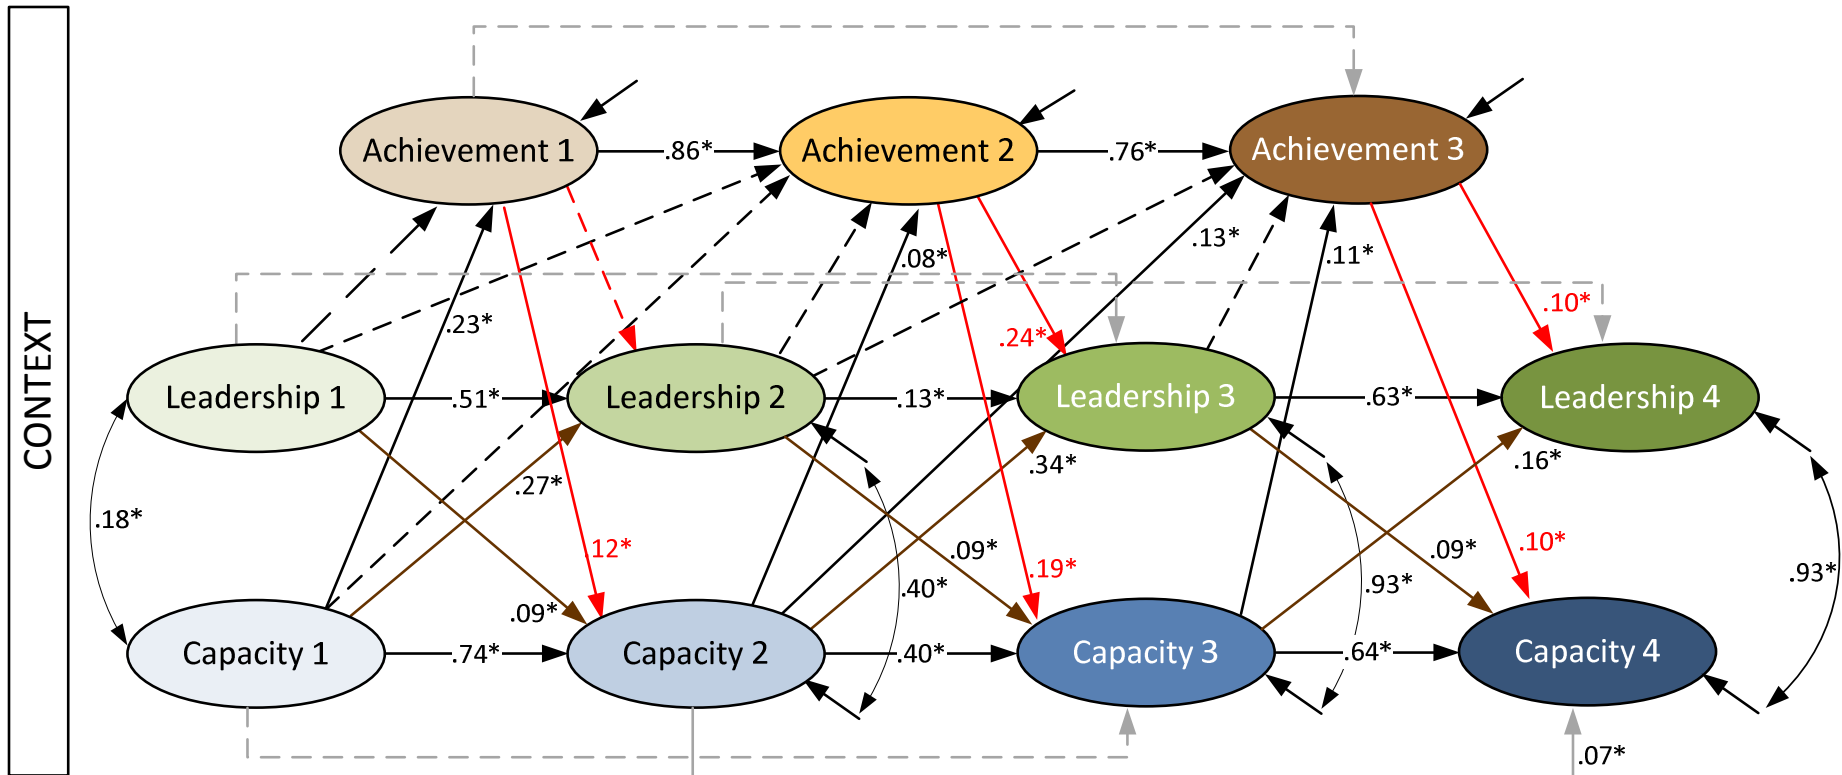 CONTEXT
Achievement 1
.86*
Achievement 2
.76*
Achievement 3
.23*
.08*
.13*
.11*
.24*
.10*
Leadership 1
.51*
Leadership 2
.13*
Leadership 3
.63*
Leadership 4
.18*
.27*
.34*
.16*
.12*
.09*
.09*
.40*
.19*
.09*
.93*
.10*
.93*
Capacity 1
.74*
Capacity 2
.40*
Capacity 3
.64*
Capacity 4
.07*